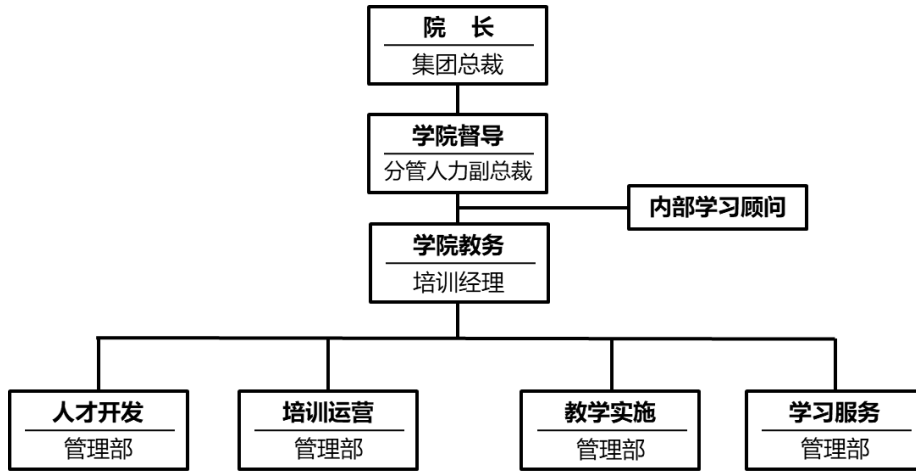 院 长
集团总裁
学院督导
分管人力副总裁
内部学习顾问
学院教务
培训经理
人才开发
管理部
培训运营
管理部
教学实施
管理部
学习服务
管理部